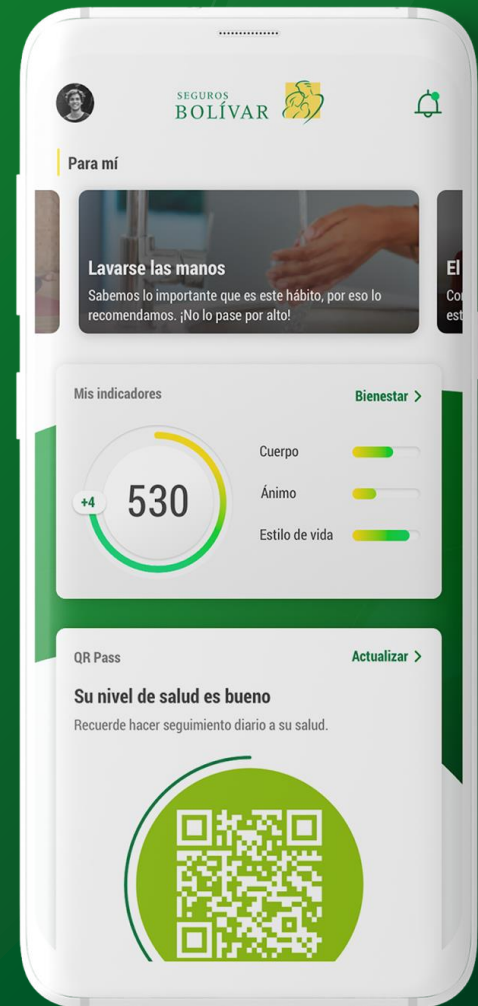 SEGUROS
BOLÍVAR
Para mí
Lavarse las manos
Sabemos lo importante que es este hábito, por eso lo
recomendamos. ¡No lo pase por alto!
El
Co
est
Mis indicadores
Bienestar >
+4
530
Cuerpo
Ánimo
Estilo de vida
QR Pass
Actualizar >
Su nivel de salud es bueno
Recuerde hacer seguimiento diario a su salud.